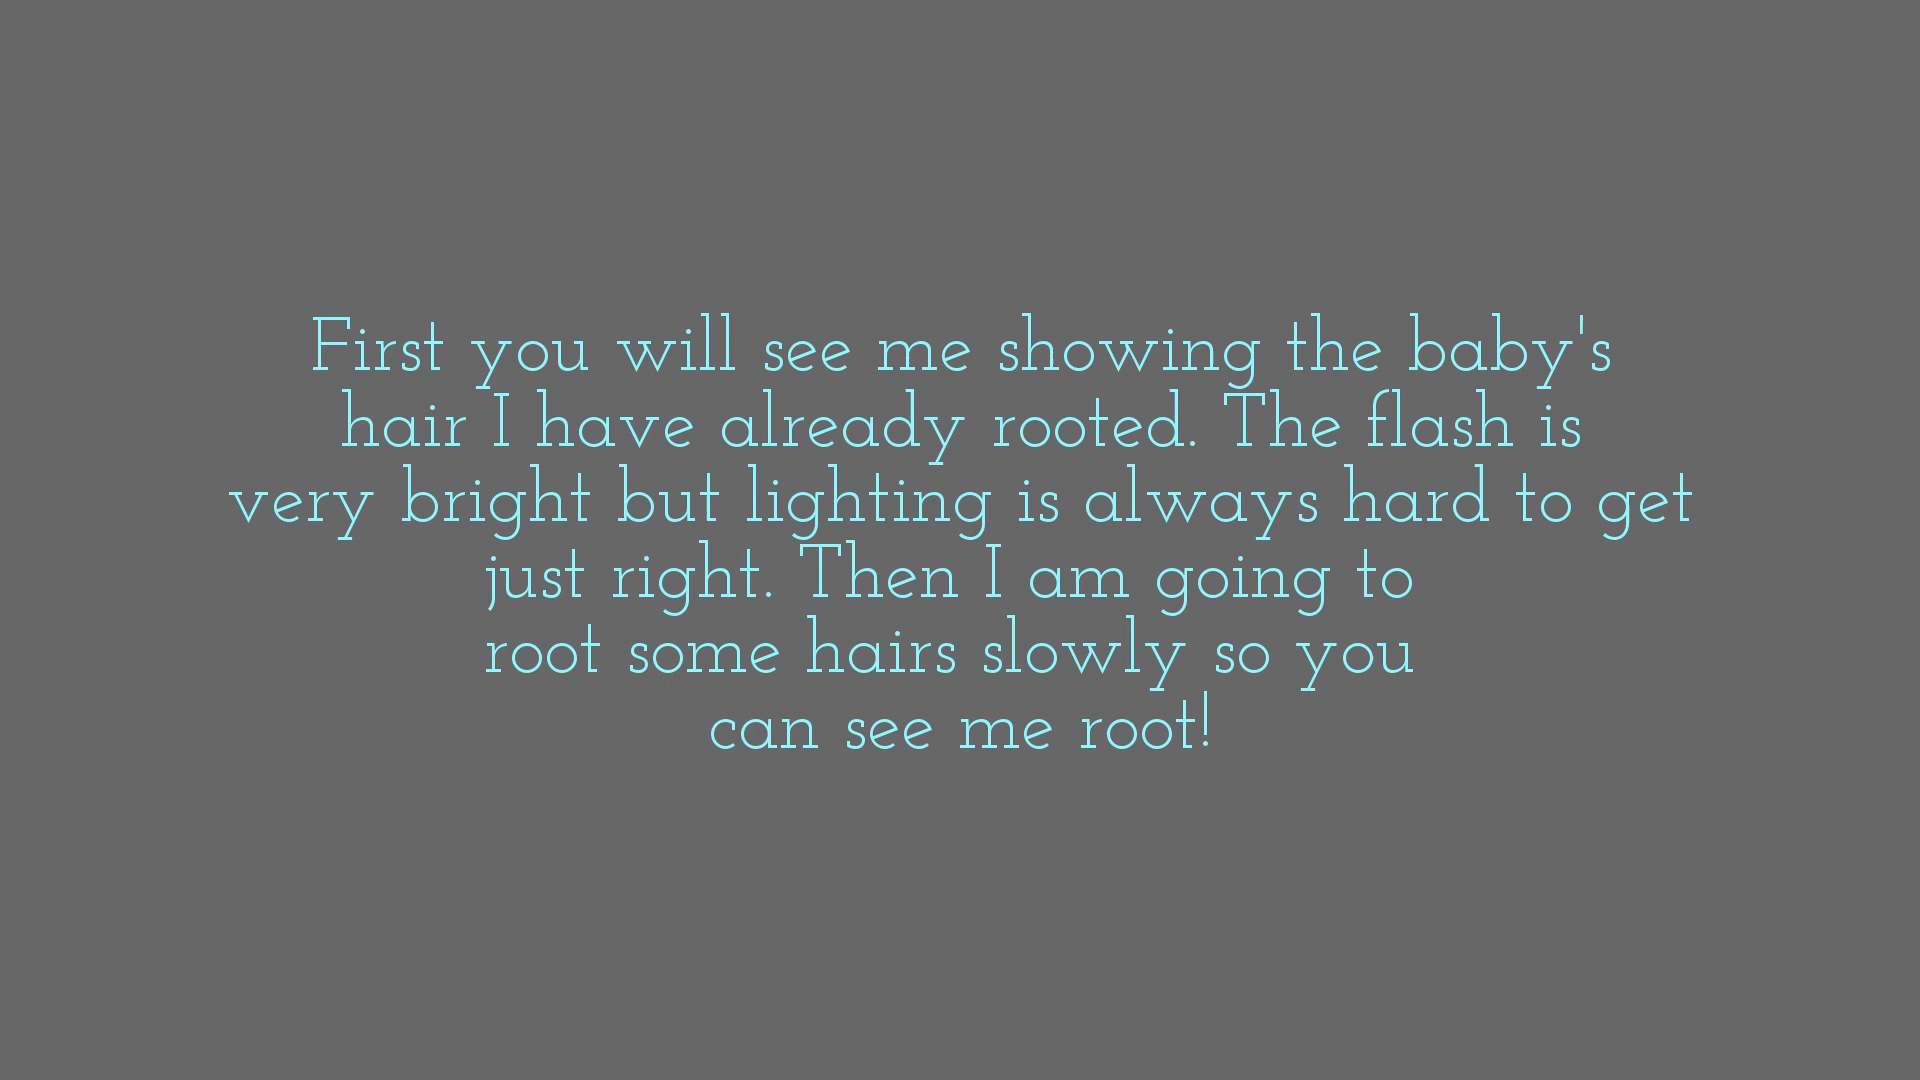 First you will see me showing the baby's
hair I have already rooted. The flash is
very bright but lighting is always hard to get
just right. Then I am going to
root some hairs slowly so you
can see me root!